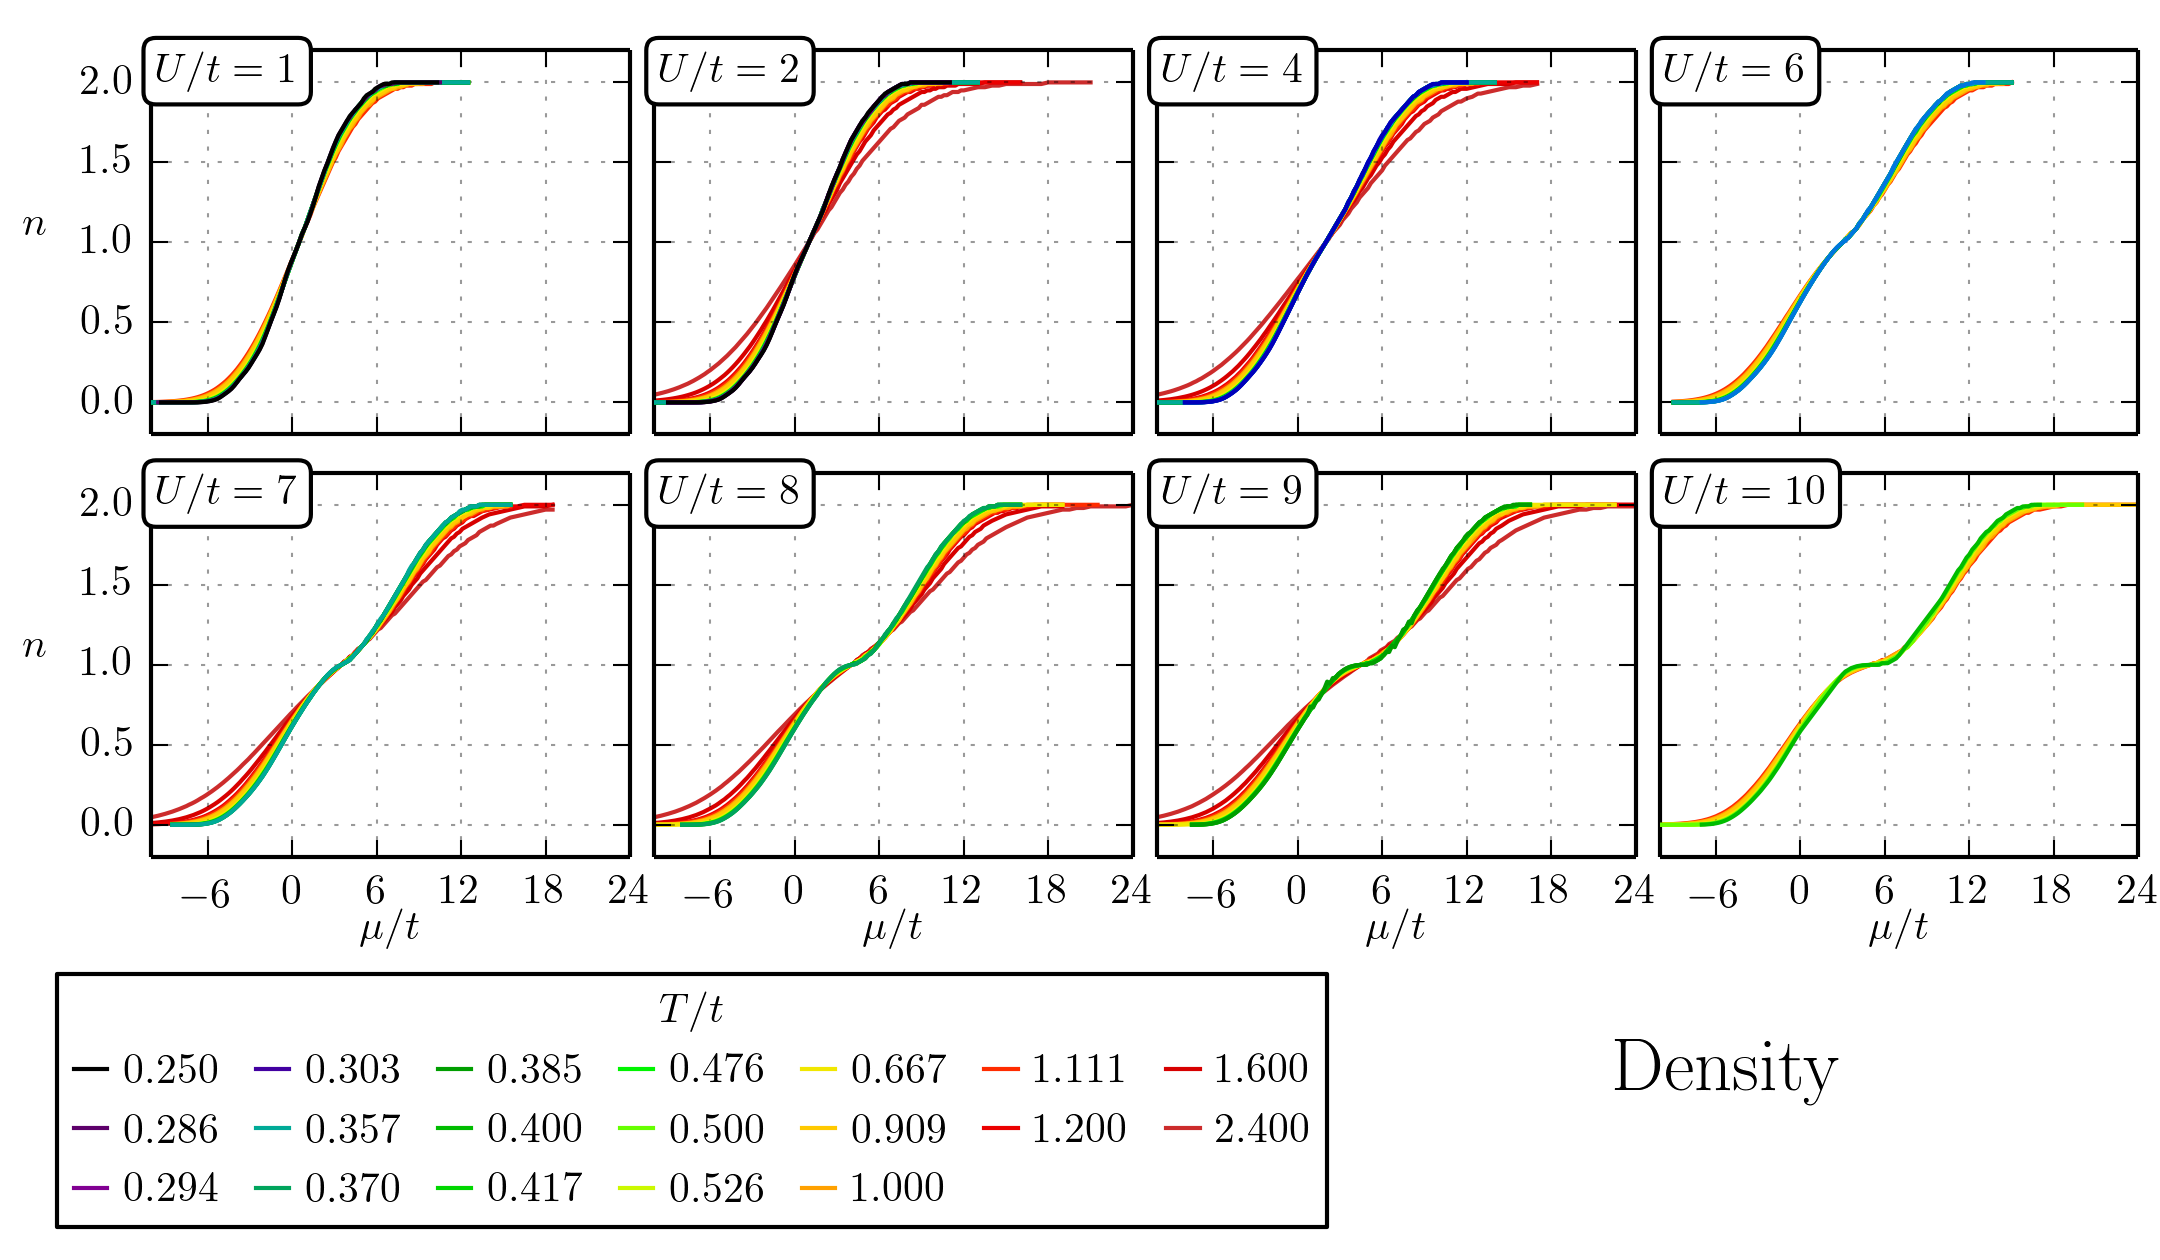 U/t = 1 U/t = 2 U/t = 4 U/t = 6
2.0
1.5
n 1.0
0.5
0.0
U/t = 7 U/t = 8 U/t = 9 U/t = 10
2.0
1.5
n 1.0
0.5
0.0
−6 0 6 12 18 24 −6 0 6 12 18 24 −6 0 6 12 18 24 −6 0 6 12 18 24
μ/t μ/t μ/t μ/t
T/t
0.250 0.303 0.385 0.476 0.667 1.111 1.600
0.286 0.357 0.400 0.500 0.909 1.200 2.400
0.294 0.370 0.417 0.526 1.000
Density